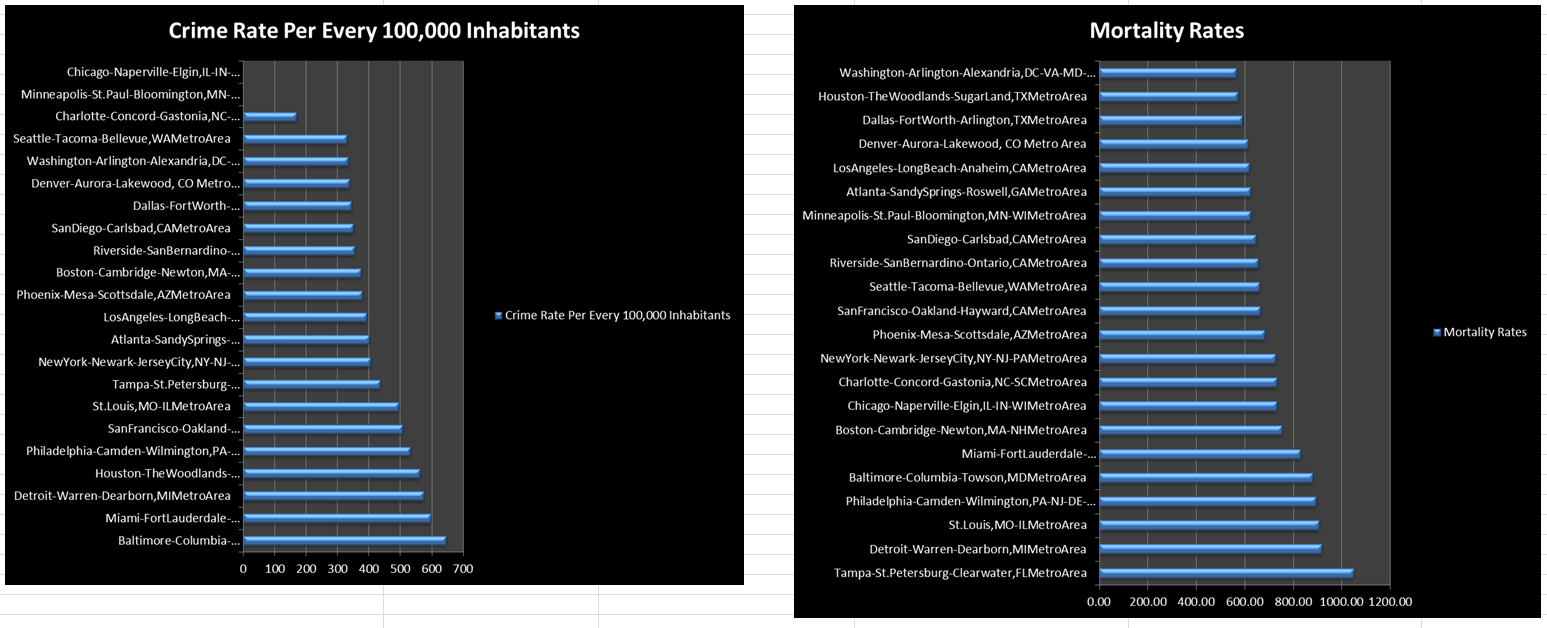 Crime Rate Per Every 100,000 Inhabitants
Chicago-Naperville-Elgin,IL-IN-...
Minneapolis-St.Paul-Bloomington,MN-...
Charlotte-Concord-Gastonia,NC-...
Seattle-Tacoma-Bellevue,WAMetroArea
Washington-Arlington-Alexandria,DC-...
Denver-Aurora-Lakewood, CO Metro...
Dallas-FortWorth-...
SanDiego-Carlsbad,CAMetroArea
Riverside-SanBernardino-...
Boston-Cambridge-Newton,MA-...
Phoenix-Mesa-Scottsdale,AZMetroArea
LosAngeles-LongBeach-...
Atlanta-SandySprings-...
NewYork-Newark-JerseyCity,NY-NJ-...
Tampa-St.Petersburg-...
St.Louis,MO-ILMetroArea
SanFrancisco-Oakland-...
Philadelphia-Camden-Wilmington,PA-...
Houston-TheWoodlands-...
Detroit-Warren-Dearborn,MIMetroArea
Miami-FortLauderdale-...
Baltimore-Columbia-...
0 100 200 300 400 500 600 700
Crime Rate Per Every 100,000 Inhabitants
Mortality Rates
Washington-Arlington-Alexandria,DC-VA-MD-...
Houston-TheWoodlands-SugarLand,TXMetroArea
Dallas-FortWorth-Arlington,TXMetroArea
Denver-Aurora-Lakewood, CO Metro Area
LosAngeles-LongBeach-Anaheim,CAMetroArea
Atlanta-SandySprings-Roswell,GAMetroArea
Minneapolis-St.Paul-Bloomington,MN-WIMetroArea
SanDiego-Carlsbad,CAMetroArea
Riverside-SanBernardino-Ontario,CAMetroArea
Seattle-Tacoma-Bellevue,WAMetroArea
SanFrancisco-Oakland-Hayward,CAMetroArea
Phoenix-Mesa-Scottsdale,AZMetroArea
NewYork-Newark-JerseyCity,NY-NJ-PAMetroArea
Charlotte-Concord-Gastonia,NC-SCMetroArea
Chicago-Naperville-Elgin,IL-IN-WIMetroArea
Boston-Cambridge-Newton,MA-NHMetroArea
Miami-FortLauderdale-...
Baltimore-Columbia-Towson,MDMetroArea
Philadelphia-Camden-Wilmington,PA-NJ-DE-...
St.Louis,MO-ILMetroArea
Detroit-Warren-Dearborn,MIMetroArea
Tampa-St.Petersburg-Clearwater,FLMetroArea
0.00 200.00 400.00 600.00 800.00 1000.00 1200.00
Mortality Rates